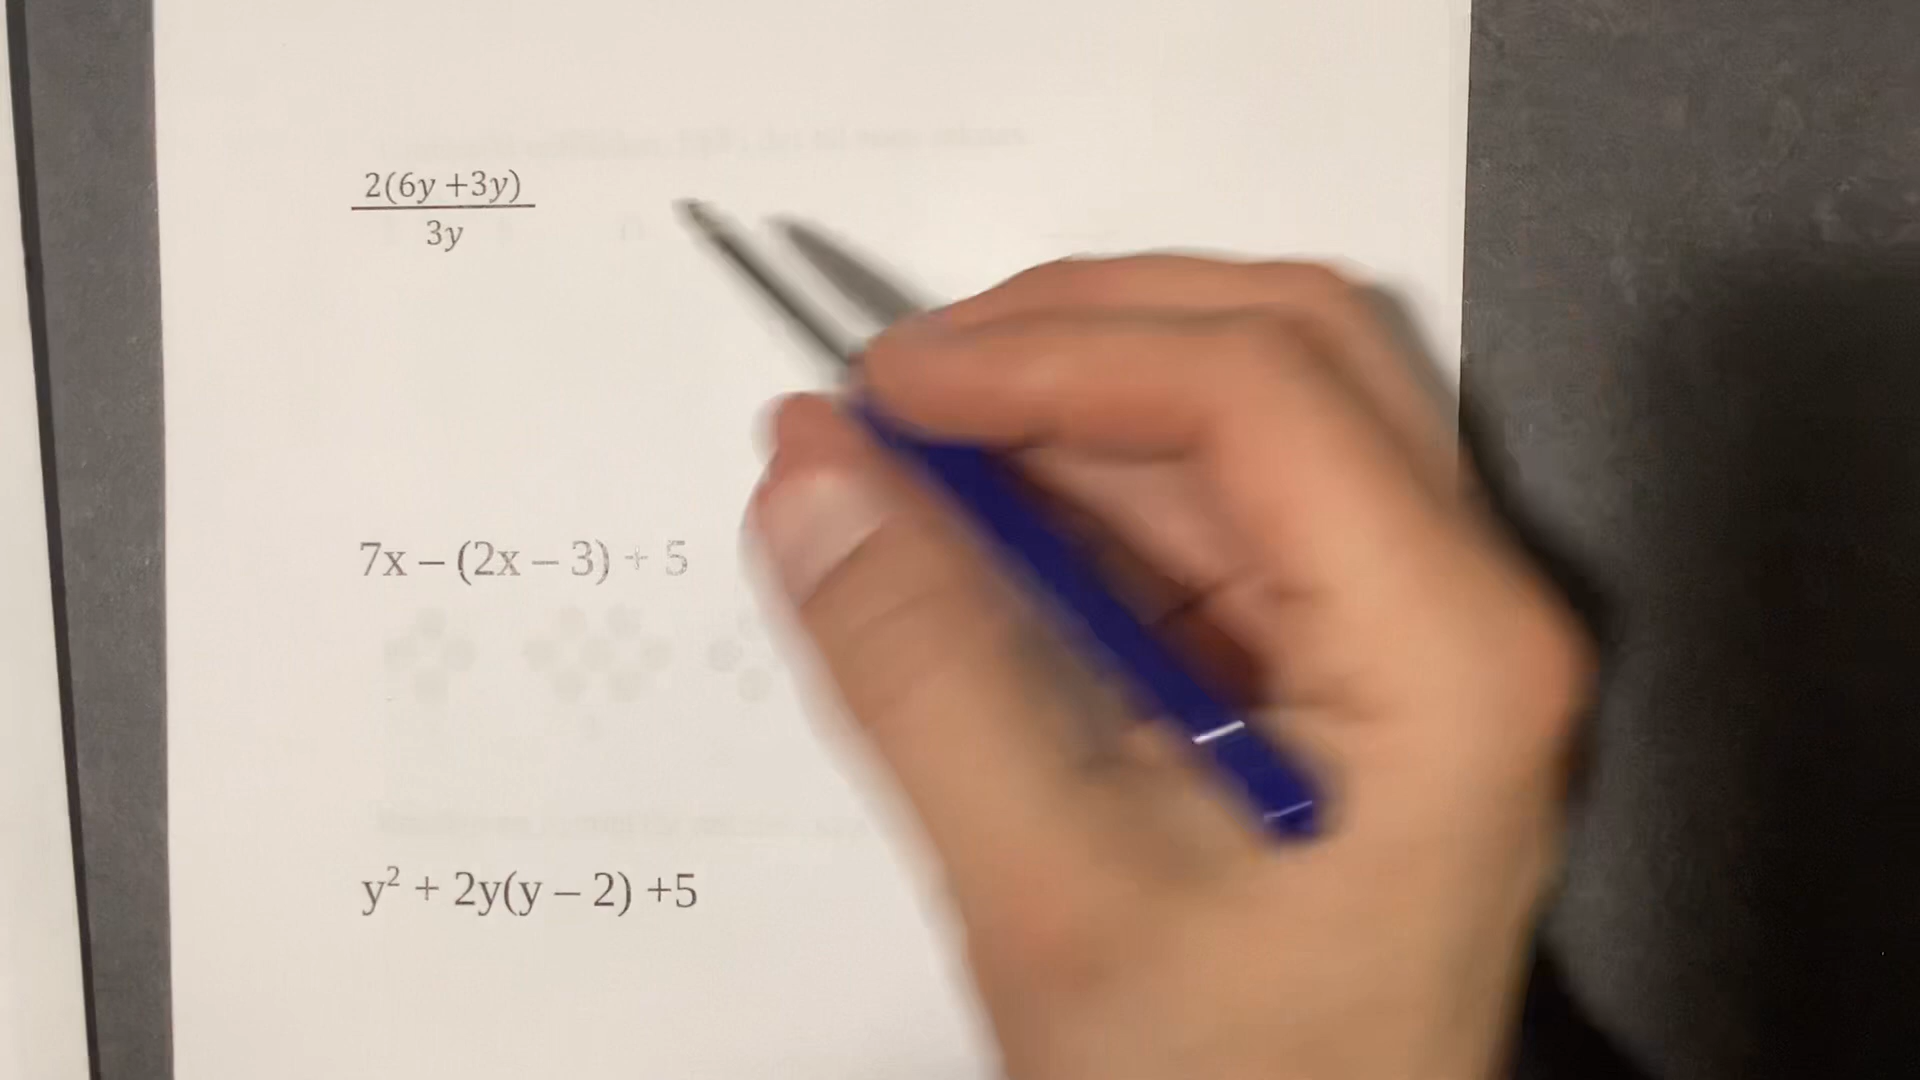 2(6y +3y)
3y
7x – (2x – 3) + 5
y² + 2y(y – 2) +5